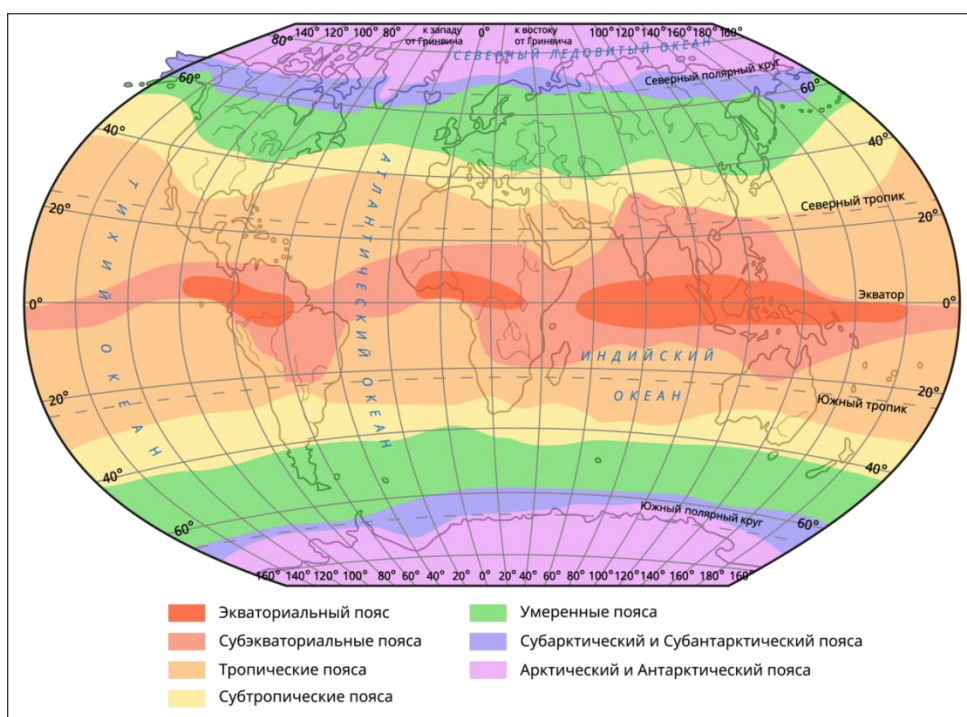 140° 120° 100° 80° к западу от Гринвича 0° к востоку от Гринвича 100° 120° 140° 160° 180° 160°
80°
СЕВЕРНЫЙ ЛЕДОВИТЫЙ ОКЕАН
Северный полярный круг
60°
60°
40°
40°
АТЛАНТИЧЕСКИЙ ОКЕАН
ТИХИЙ ОКЕАН
Северный тропик
20°
20°
Экватор
0°
0°
ИНДИЙСКИЙ
ОКЕАН
20°
20°
Южный тропик
40°
40°
Южный полярный круг
60°
60°
160° 140° 120° 100° 80° 60° 40° 20° 0° 20° 40° 60° 80° 100° 120° 140° 160° 180° 160°
Экваториальный пояс
Субэкваториальные пояса
Тропические пояса
Субтропические пояса
Умеренные пояса
Субарктический и Субантарктический пояса
Арктический и Антарктический пояса